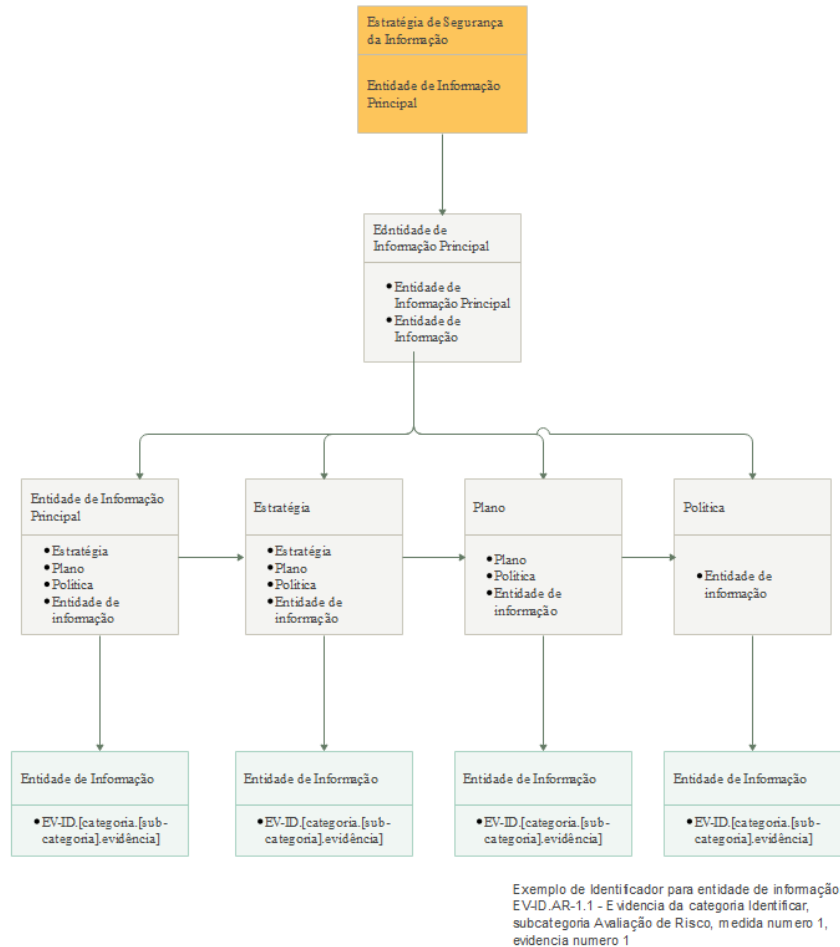 Estratégia de Segurança
da Informação
Entidade de Informação
Principal
Edntidade de
Informação Principal
•Entidade de
Informação Principal
•Entidade de
Informação
Entidade de Informação
Principal
•Estratégia
•Plano
•Política
•Entidade de
informação
Estratégia
•Estratégia
•Plano
•Política
•Entidade de
informação
Plano
•Plano
•Política
•Entidade de
informação
Política
•Entidade de
informação
Entidade de Informação
•EV-ID.[categoria.[sub-
categoria].evidência]
Entidade de Informação
•EV-ID.[categoria.[sub-
categoria].evidência]
Entidade de Informação
•EV-ID.[categoria.[sub-
categoria].evidência]
Entidade de Informação
•EV-ID.[categoria.[sub-
categoria].evidência]
Exemplo de Identificador para entidade de informação
EV-ID.AR-1.1 - Evidencia da categoria Identificar,
subcategoria Avaliação de Risco, medida numero 1,
evidencia numero 1